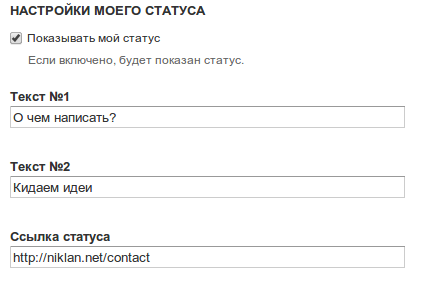 НАСТРОЙКИ МОЕГО СТАТУСА
Показывать мой статус
Если включено, будет показан статус.
Текст №1
О чем написать?
Текст №2
Кидаем идеи
Ссылка статуса
http://niklan.net/contact